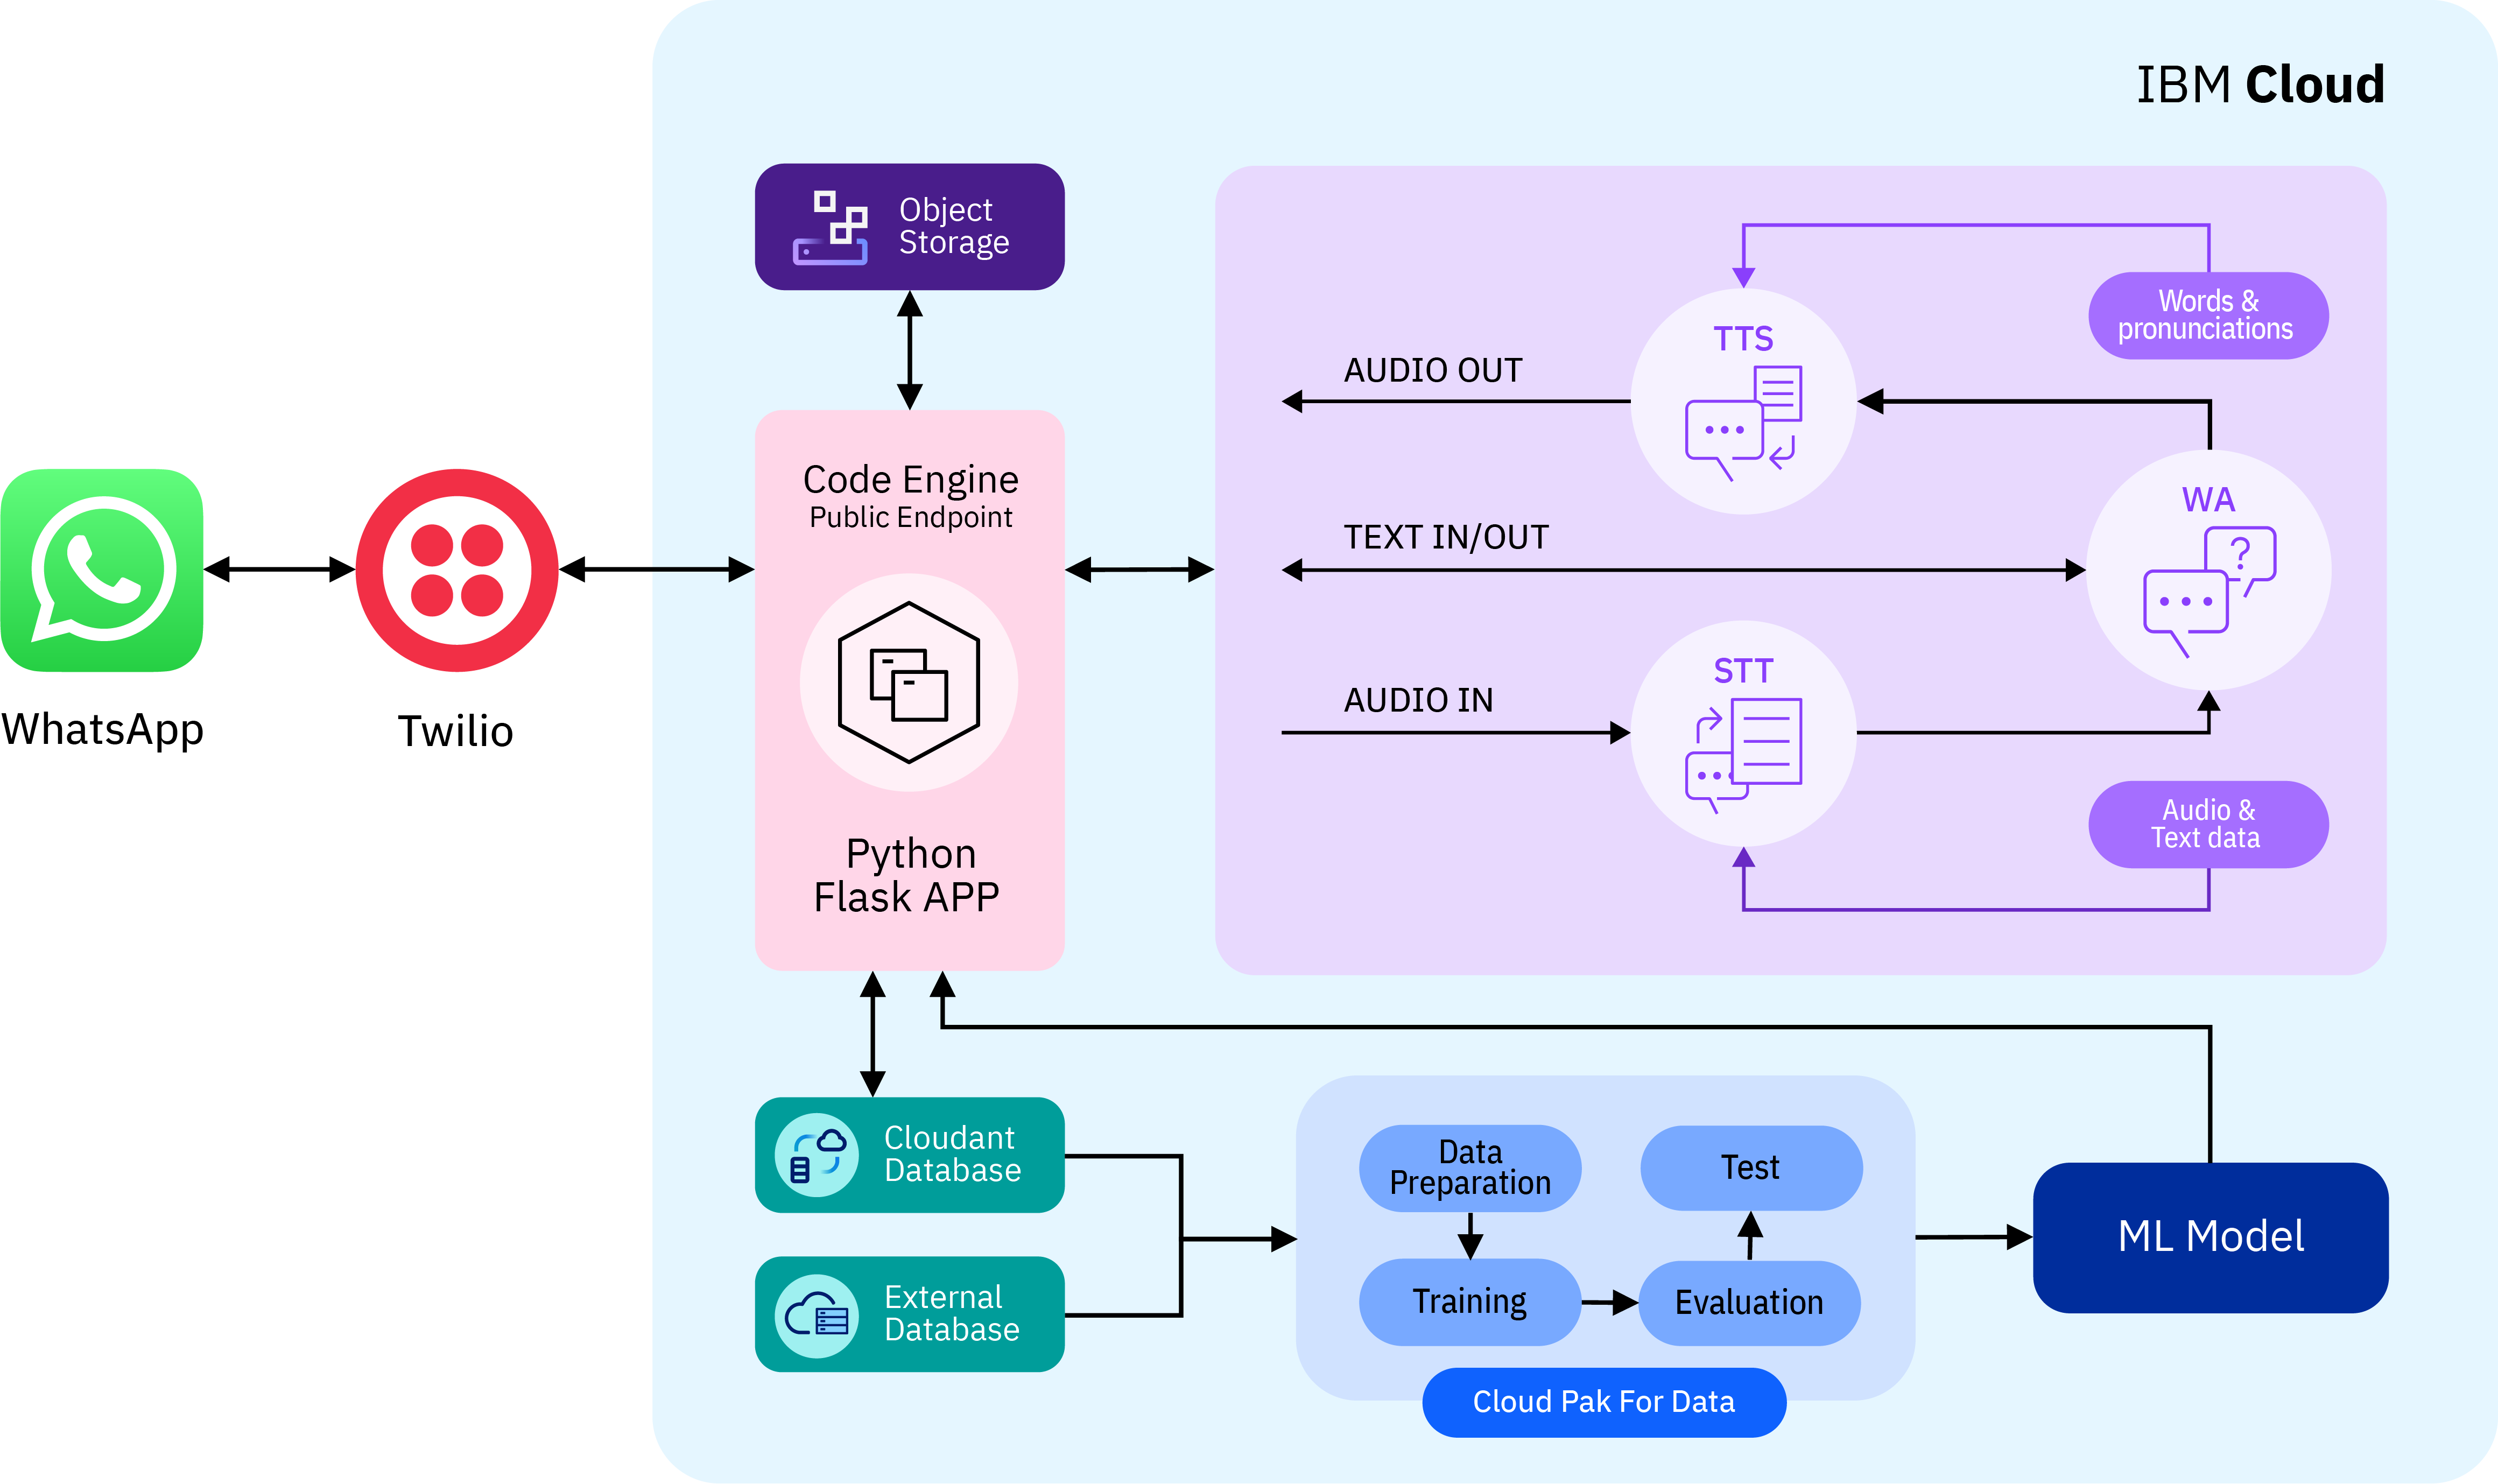 IBM Cloud
Object
Storage
Words &
pronunciations
TTS
AUDIO OUT
Code Engine
Public Endpoint
WA
TEXT IN/OUT
STT
AUDIO IN
WhatsApp
Twilio
Audio &
Text data
Python
Flask APP
Cloudant
Database
Data
Preparation
Test
ML Model
External
Database
Training
Evaluation
Cloud Pak For Data